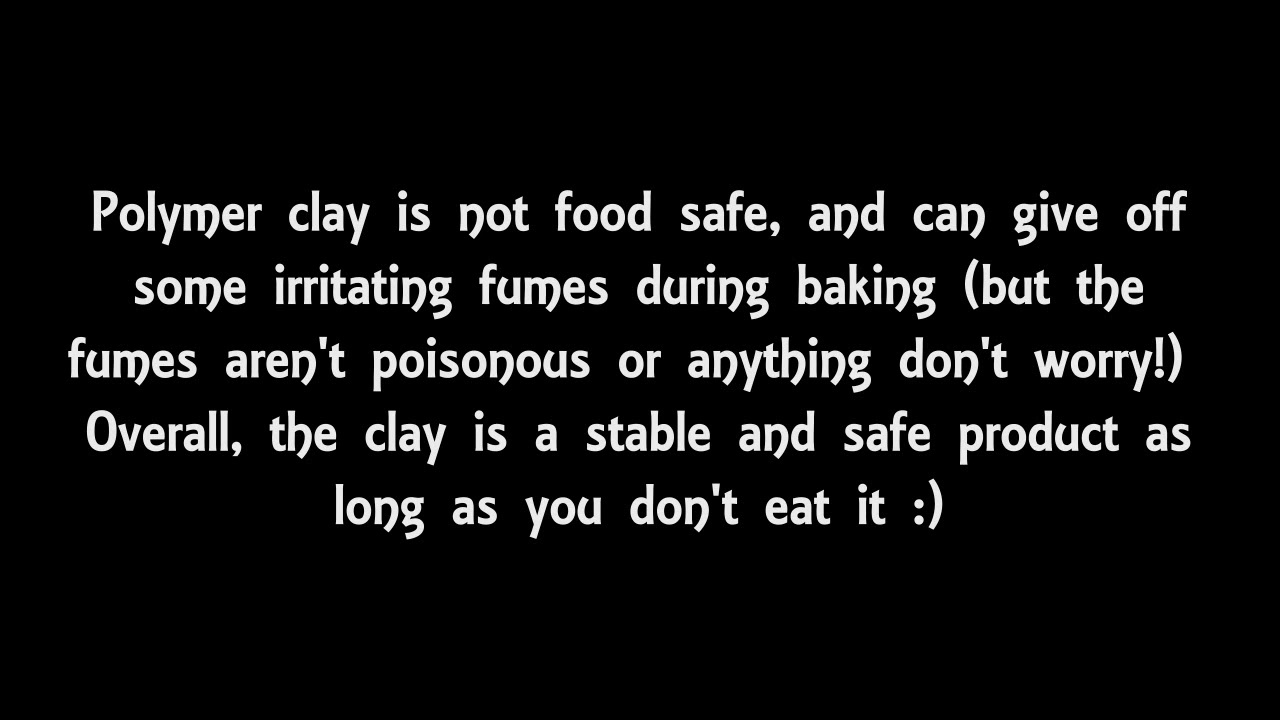 Polymer clay is not food safe, and can give off
some irritating fumes during baking (but the
fumes aren't poisonous or anything don't worry!)
Overall, the clay is a stable and safe product as
long as you don't eat it :)